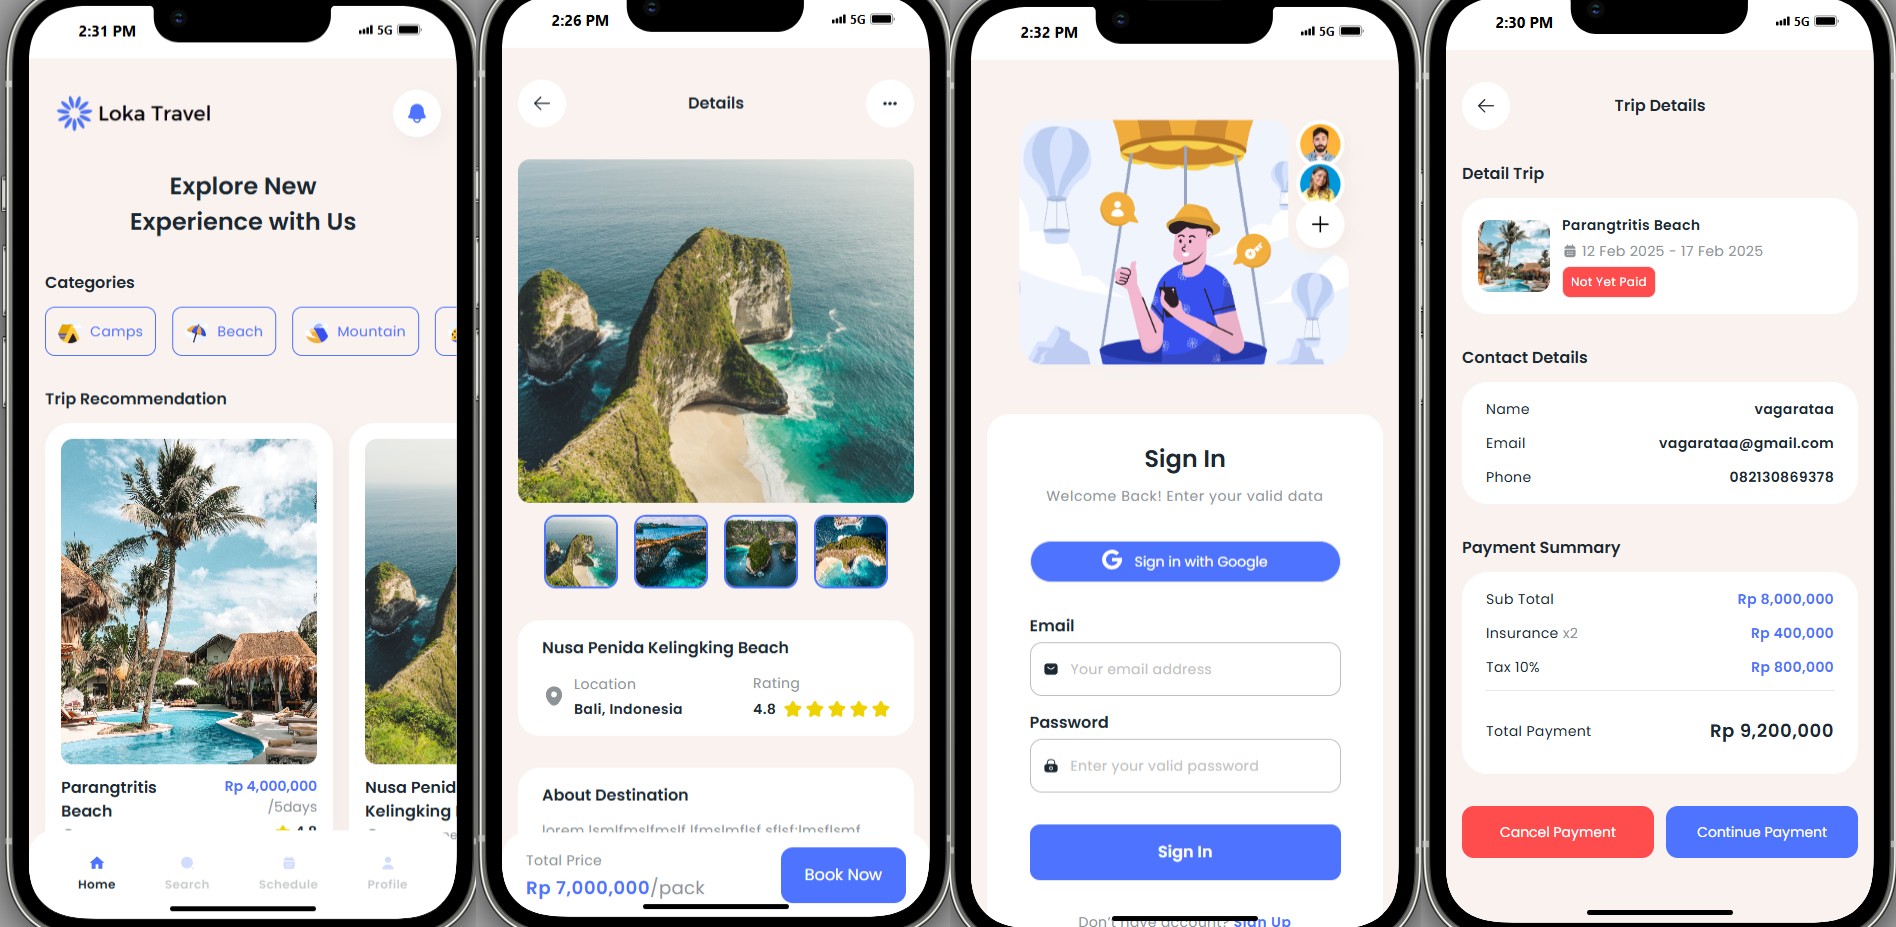 2:31 PM
5G
Loka Travel
Explore New
Experience with Us
Categories
Camps
Beach
Mountain
Trip Recommendation
Parangtritis
Beach
Rp 4,000,000
/5days
4.8
Nusa Penid
Kelingking
Home
Search
Schedule
Profile
2:26 PM
5G
Details
Nusa Penida Kelingking Beach
Location
Bali, Indonesia
Rating
4.8
About Destination
Total Price
Rp 7,000,000/pack
Book Now
2:32 PM
5G
Sign In
Welcome Back! Enter your valid data
Sign in with Google
Email
Your email address
Password
Enter your valid password
Sign In
Don't have account? Sign Up
2:30 PM
5G
Trip Details
Detail Trip
Parangtritis Beach
12 Feb 2025 - 17 Feb 2025
Not Yet Paid
Contact Details
Name
vagarataa
Email
vagarataa@gmail.com
Phone
082130869378
Payment Summary
Sub Total
Rp 8,000,000
Insurance x2
Rp 400,000
Tax 10%
Rp 800,000
Total Payment
Rp 9,200,000
Cancel Payment
Continue Payment